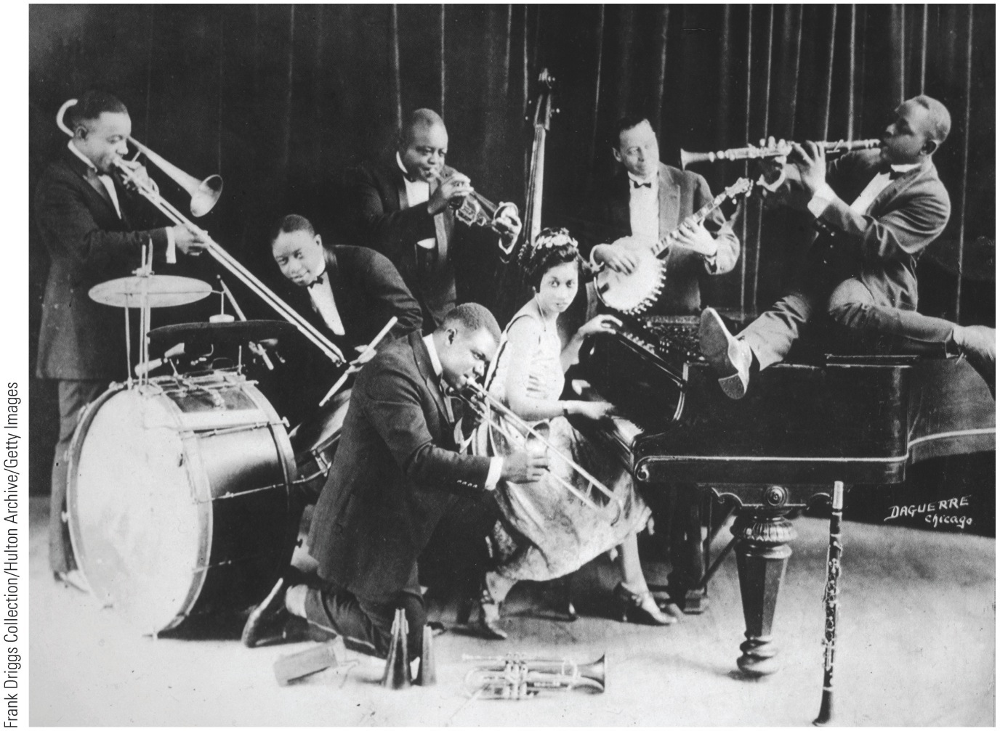 Frank Driggs Collection/Hulton Archive/Getty Images
DAGUERRE
Chicago